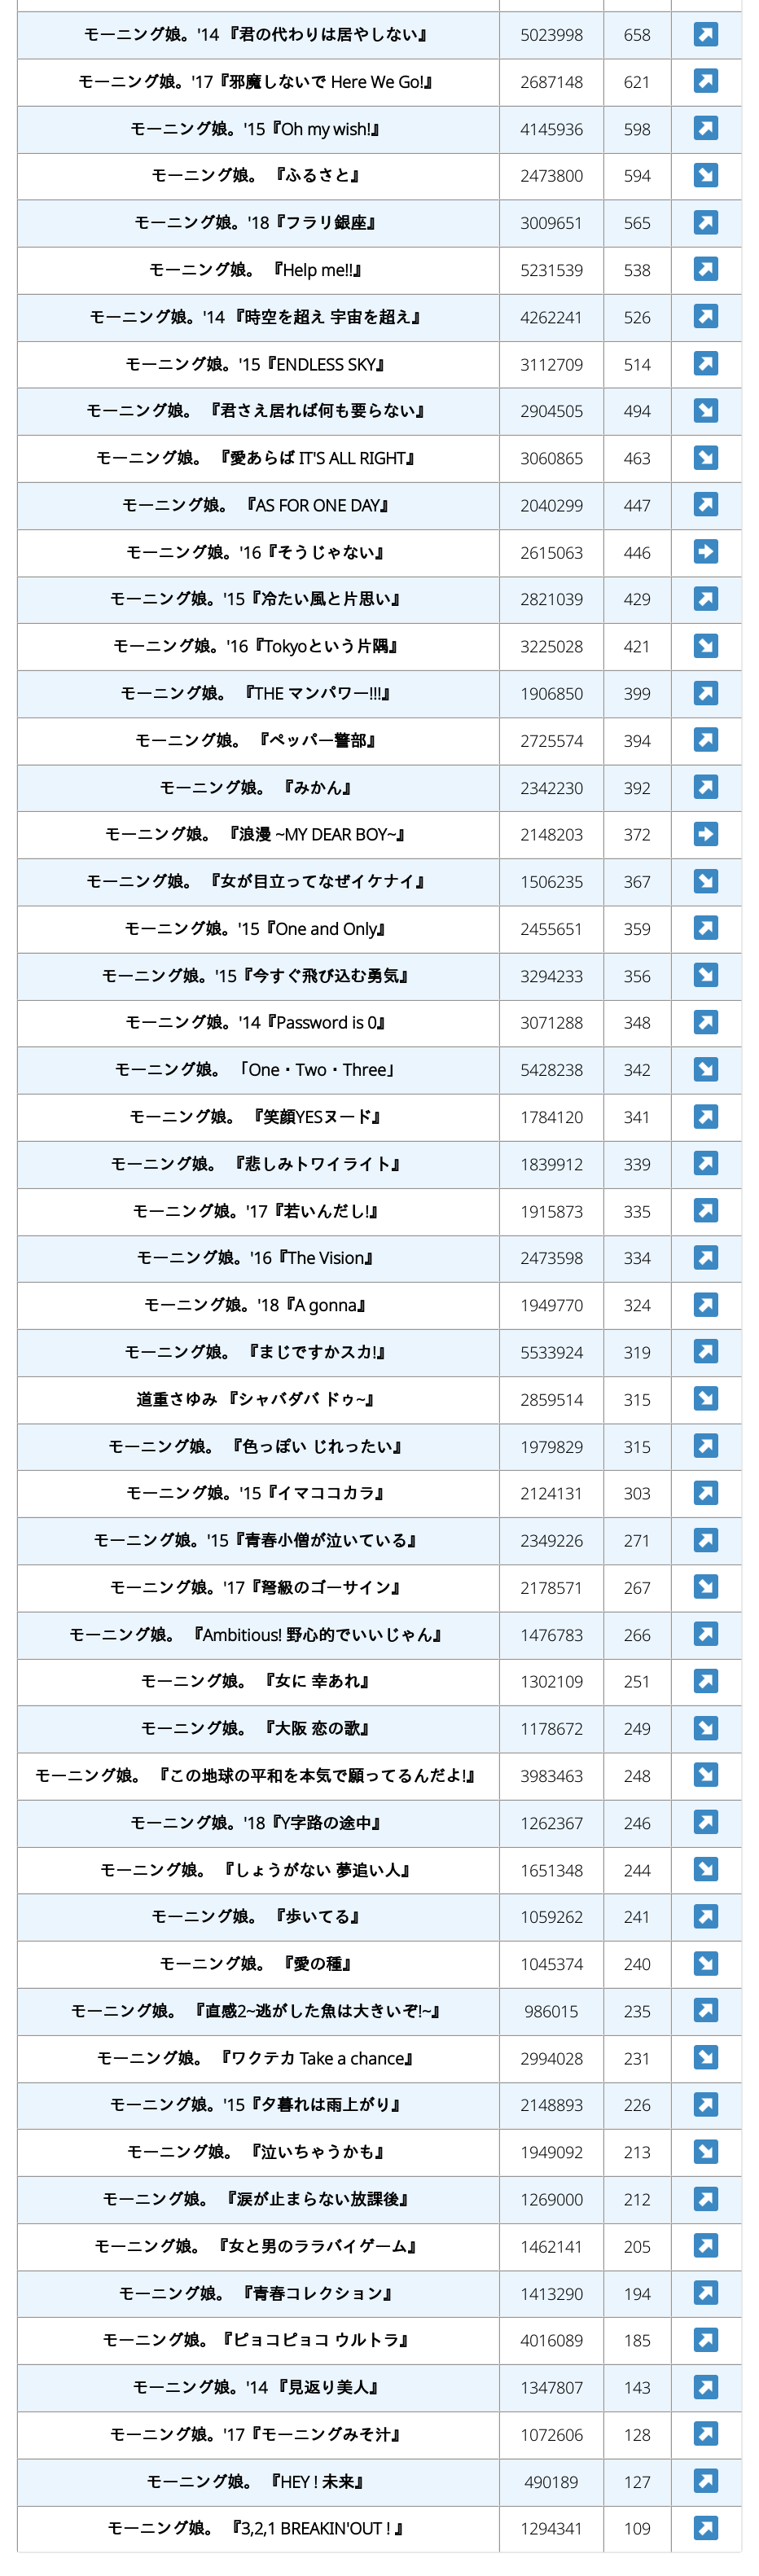 モーニング娘。'14 『君の代わりは居やしない』 5023998 658 ↗
モーニング娘。'17『邪魔しないで Here We Go!』 2687148 621 ↗
モーニング娘。'15『Oh my wish!』 4145936 598 ↗
モーニング娘。 『ふるさと』 2473800 594 ↘
モーニング娘。'18『フラリ銀座』 3009651 565 ↗
モーニング娘。 『Help me!!』 5231539 538 ↗
モーニング娘。'14 『時空を超え 宇宙を超え』 4262241 526 ↗
モーニング娘。'15『ENDLESS SKY』 3112709 514 ↗
モーニング娘。 『君さえ居れば何も要らない』 2904505 494 ↘
モーニング娘。 『愛あらば IT'S ALL RIGHT』 3060865 463 ↘
モーニング娘。 『AS FOR ONE DAY』 2040299 447 ↗
モーニング娘。'16『そうじゃない』 2615063 446 ➡
モーニング娘。'15『冷たい風と片思い』 2821039 429 ↗
モーニング娘。'16『Tokyoという片隅』 3225028 421 ↘
モーニング娘。 『THE マンパワー!!!』 1906850 399 ↗
モーニング娘。 『ペッパー警部』 2725574 394 ↗
モーニング娘。 『みかん』 2342230 392 ↗
モーニング娘。 『浪漫 ~MY DEAR BOY~』 2148203 372 ➡
モーニング娘。 『女が目立ってなぜイケナイ』 1506235 367 ↘
モーニング娘。'15『One and Only』 2455651 359 ↗
モーニング娘。'15『今すぐ飛び込む勇気』 3294233 356 ↘
モーニング娘。'14『Password is 0』 3071288 348 ↗
モーニング娘。 「One・Two・Three」 5428238 342 ↘
モーニング娘。 『笑顔YESヌード』 1784120 341 ↗
モーニング娘。 『悲しみトワイライト』 1839912 339 ↗
モーニング娘。'17『若いんだし!』 1915873 335 ↗
モーニング娘。'16『The Vision』 2473598 334 ↗
モーニング娘。'18『A gonna』 1949770 324 ↗
モーニング娘。 『まじですかスカ!』 5533924 319 ↗
道重さゆみ 『シャバダバ ドゥ~』 2859514 315 ↘
モーニング娘。 『色っぽい じれったい』 1979829 315 ↗
モーニング娘。'15『イマココカラ』 2124131 303 ↗
モーニング娘。'15『青春小僧が泣いている』 2349226 271 ↗
モーニング娘。'17『弩級のゴーサイン』 2178571 267 ↘
モーニング娘。 『Ambitious! 野心的でいいじゃん』 1476783 266 ↗
モーニング娘。 『女に 幸あれ』 1302109 251 ↗
モーニング娘。 『大阪 恋の歌』 1178672 249 ↘
モーニング娘。 『この地球の平和を本気で願ってるんだよ!』 3983463 248 ↘
モーニング娘。'18『Y字路の途中』 1262367 246 ↗
モーニング娘。 『しょうがない 夢追い人』 1651348 244 ↘
モーニング娘。 『歩いてる』 1059262 241 ↗
モーニング娘。 『愛の種』 1045374 240 ↘
モーニング娘。 『直感2~逃がした魚は大きいぞ!~』 986015 235 ↗
モーニング娘。 『ワクテカ Take a chance』 2994028 231 ↘
モーニング娘。'15『夕暮れは雨上がり』 2148893 226 ↗
モーニング娘。 『泣いちゃうかも』 1949092 213 ↘
モーニング娘。 『涙が止まらない放課後』 1269000 212 ↗
モーニング娘。 『女と男のララバイゲーム』 1462141 205 ↗
モーニング娘。 『青春コレクション』 1413290 194 ↗
モーニング娘。『ピョコピョコ ウルトラ』 4016089 185 ↗
モーニング娘。'14 『見返り美人』 1347807 143 ↗
モーニング娘。'17『モーニングみそ汁』 1072606 128 ↗
モーニング娘。 『HEY ! 未来』 490189 127 ↗
モーニング娘。 『3,2,1 BREAKIN'OUT ! 』 1294341 109 ↗